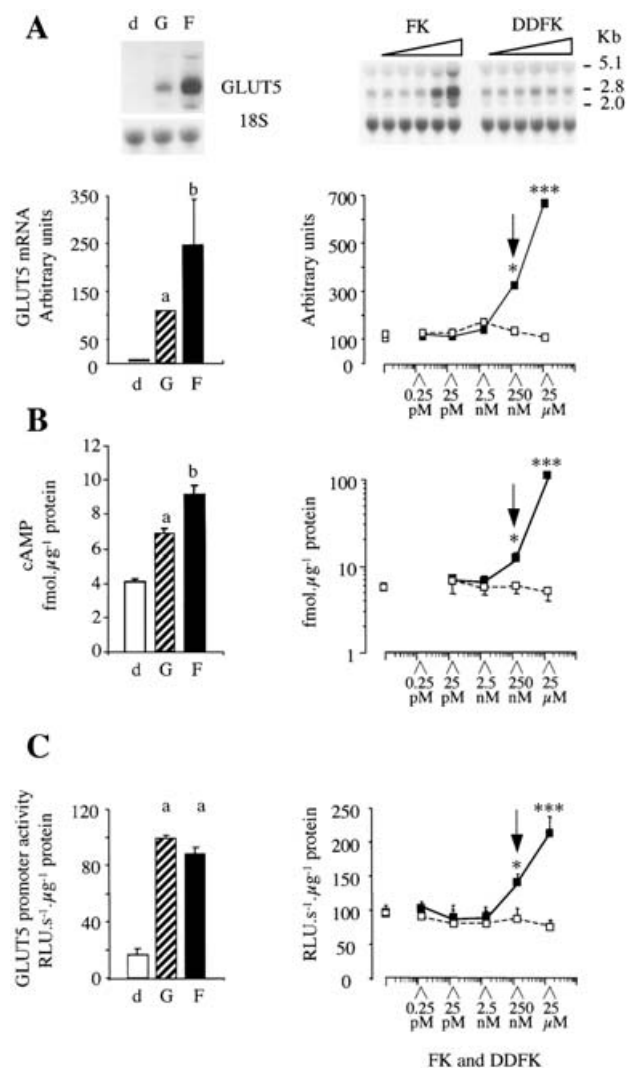 A
d G F
GLUT5
18S
FK DDFK Kb
5.1
2.8
2.0
GLUT5 mRNA
Arbitrary units
350
250
150
50
0
a
b
d G F
Arbitrary units
700
500
300
100
0
*
***
0.25 pM
25 pM
2.5 nM
250 nM
25 µM
B
cAMP
fmol.µg⁻¹ protein
12
10
8
6
4
2
0
a
b
d G F
fmol.µg⁻¹ protein
100
10
1
*
***
0.25 pM
25 pM
2.5 nM
250 nM
25 µM
C
GLUT5 promoter activity
RLU.s⁻¹.µg⁻¹ protein
120
100
60
20
0
a a
d G F
RLU.s⁻¹.µg⁻¹ protein
250
200
150
100
50
0
*
***
0.25 pM
25 pM
2.5 nM
250 nM
25 µM
FK and DDFK